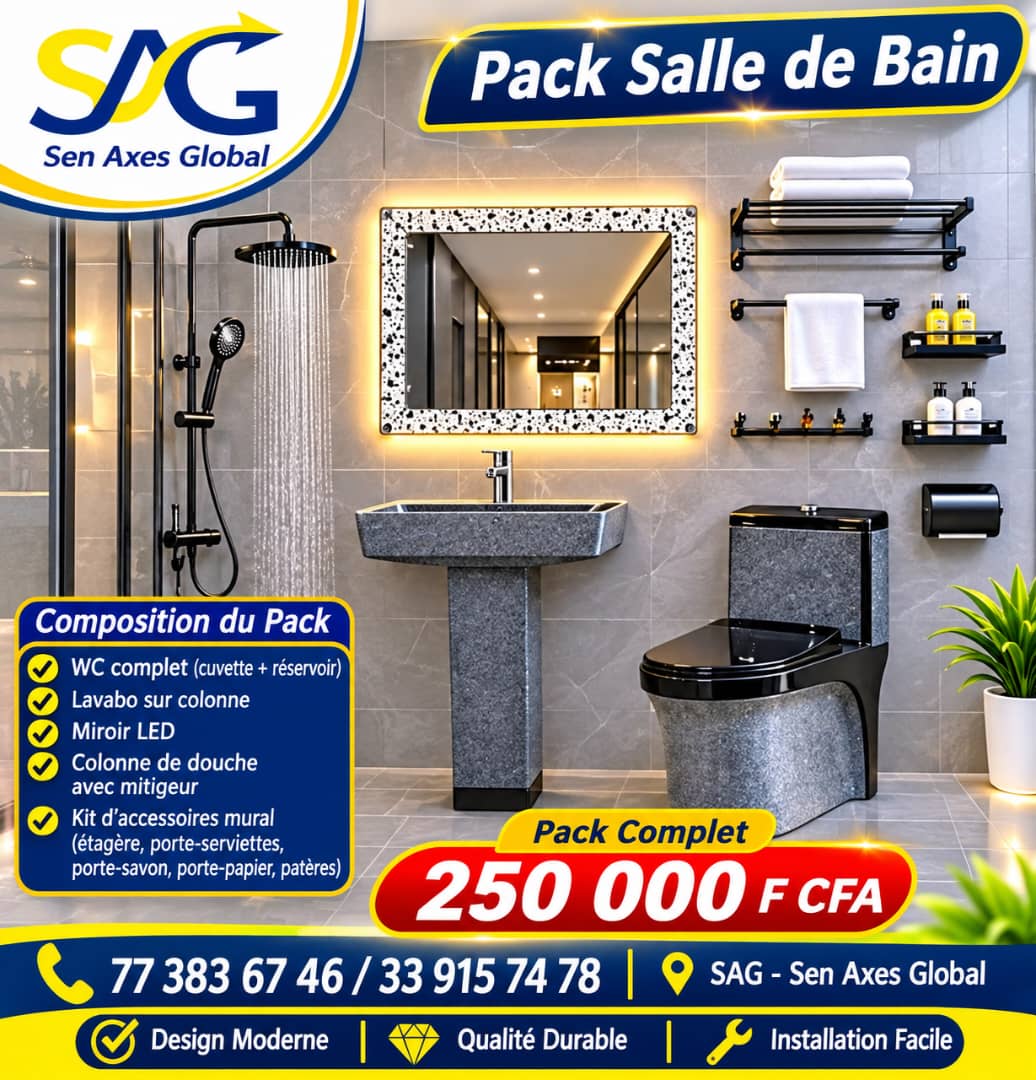 SAG
Sen Axes Global
Pack Salle de Bain
Composition du Pack
WC complet (cuvette + réservoir)
Lavabo sur colonne
Miroir LED
Colonne de douche
avec mitigeur
Kit d'accessoires mural
(étagère, porte-serviettes,
porte-savon, porte-papier, patères)
Pack Complet
250 000 F CFA
77 383 67 46 / 33 915 74 78
SAG - Sen Axes Global
Design Moderne
Qualité Durable
Installation Facile